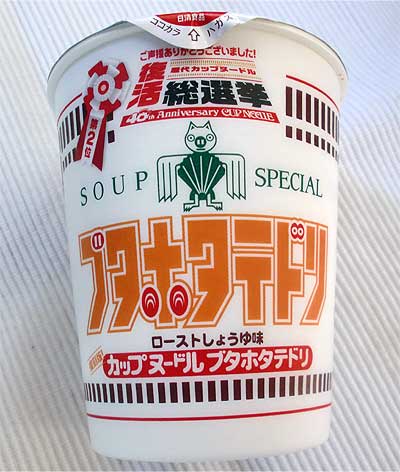 日清食品
ココカラ ハガス
ご声援ありがとうございました!
歴代カップヌードル
復活総選挙
46th Anniversary CUP NOODLE
第2位
SOUP SPECIAL
ブタホタテドリ
ローストしょうゆ味
復刻版
カップヌードル ブタホタテドリ